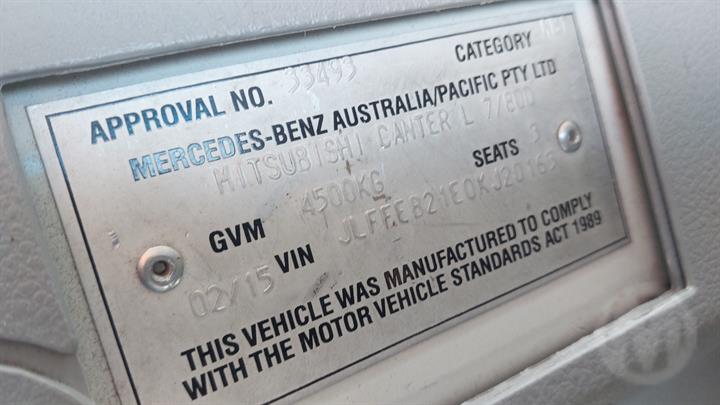 APPROVAL NO. 33493 CATEGORY
MERCEDES-BENZ AUSTRALIA/PACIFIC PTY LTD
MITSUBISHI CANTER L 7/800
GVM 4500KG SEATS 3
02/15 VIN JLFFEB21E0KJ20163
THIS VEHICLE WAS MANUFACTURED TO COMPLY
WITH THE MOTOR VEHICLE STANDARDS ACT 1989